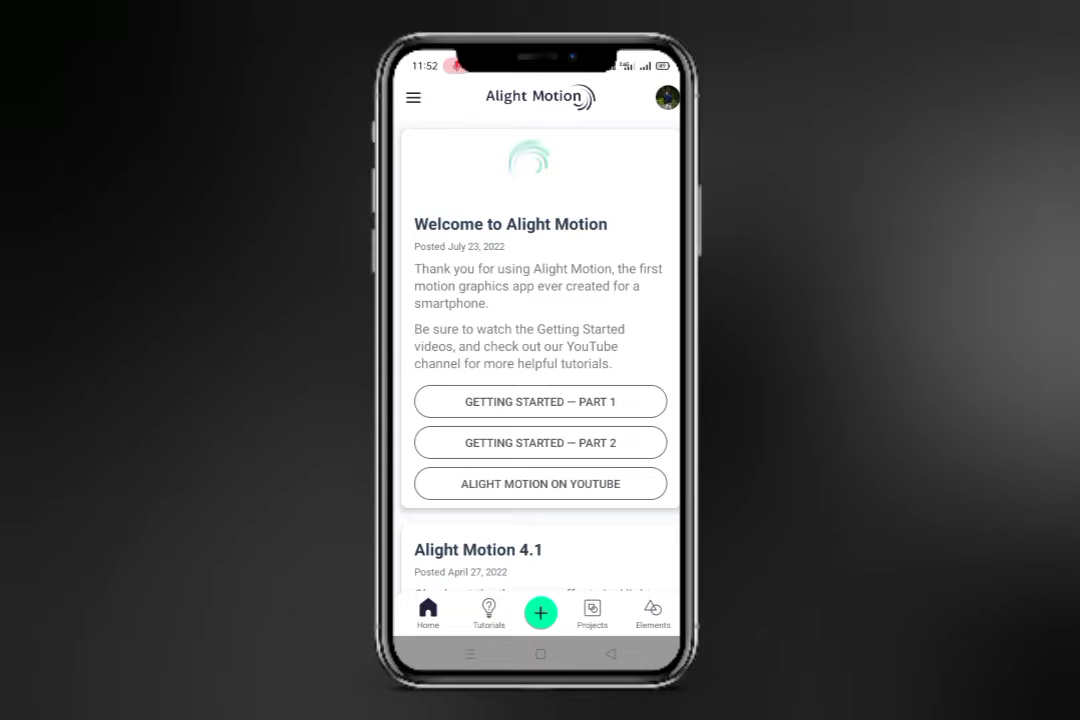 11:52
Alight Motion
Welcome to Alight Motion
Posted July 23, 2022
Thank you for using Alight Motion, the first
motion graphics app ever created for a
smartphone.
Be sure to watch the Getting Started
videos, and check out our YouTube
channel for more helpful tutorials.
GETTING STARTED — PART 1
GETTING STARTED — PART 2
ALIGHT MOTION ON YOUTUBE
Alight Motion 4.1
Posted April 27, 2022
Home Tutorials Projects Elements